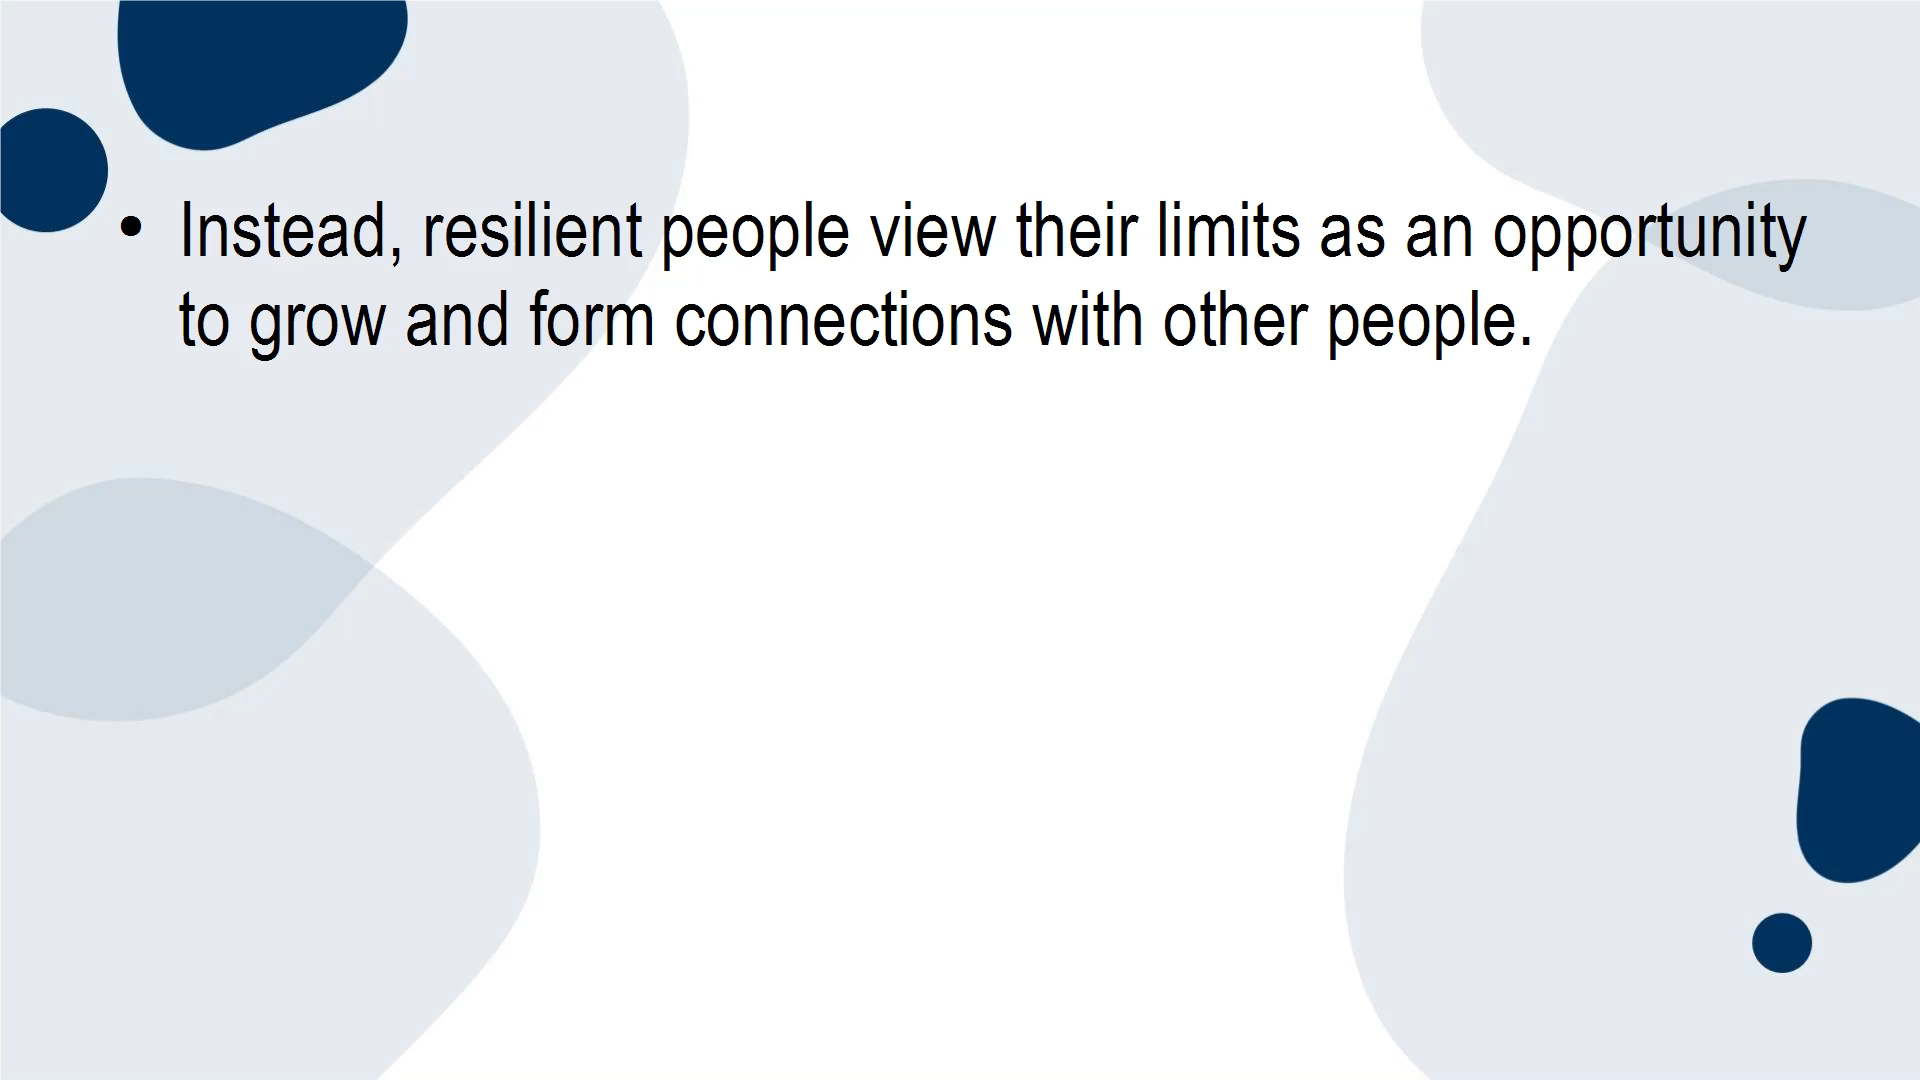 • Instead, resilient people view their limits as an opportunity
to grow and form connections with other people.